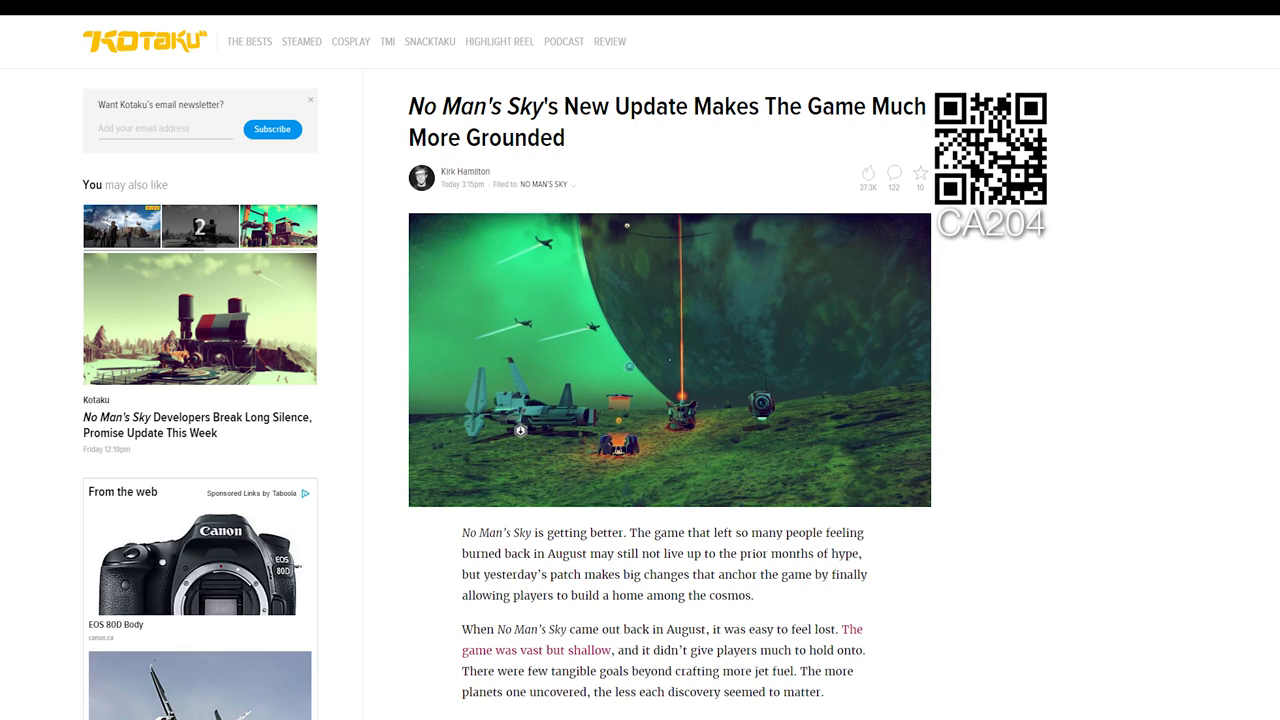 KOTAKU
THE BESTS STEAMED COSPLAY TMI SNACKTAKU HIGHLIGHT REEL PODCAST REVIEW
Want Kotaku's email newsletter?
Add your email address
Subscribe
You may also like
2
Kotaku
No Man's Sky Developers Break Long Silence,
Promise Update This Week
Friday 12:19pm
From the web
Sponsored Links by Taboola
Canon
EOS
80D
EOS 80D Body
canon.ca
No Man's Sky's New Update Makes The Game Much
More Grounded
Kirk Hamilton
Today 3:15pm · Filed to: NO MAN'S SKY
37.3K 122 10
CA204
No Man’s Sky is getting better. The game that left so many people feeling
burned back in August may still not live up to the prior months of hype,
but yesterday’s patch makes big changes that anchor the game by finally
allowing players to build a home among the cosmos.
When No Man’s Sky came out back in August, it was easy to feel lost. The
game was vast but shallow, and it didn’t give players much to hold onto.
There were few tangible goals beyond crafting more jet fuel. The more
planets one uncovered, the less each discovery seemed to matter.